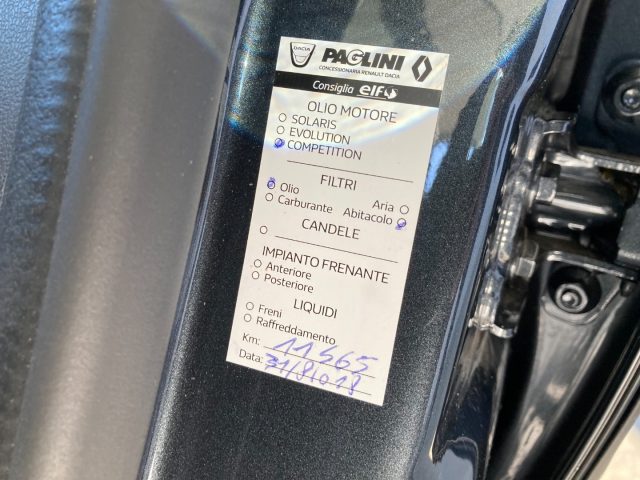 DACIA
PAGLINI
CONCESSIONARIA RENAULT DACIA
Consiglia elf
OLIO MOTORE
SOLARIS
EVOLUTION
COMPETITION
FILTRI
Olio Aria
Carburante Abitacolo
CANDELE
IMPIANTO FRENANTE
Anteriore
Posteriore
LIQUIDI
Freni
Raffreddamento
Km: 11565
Data: